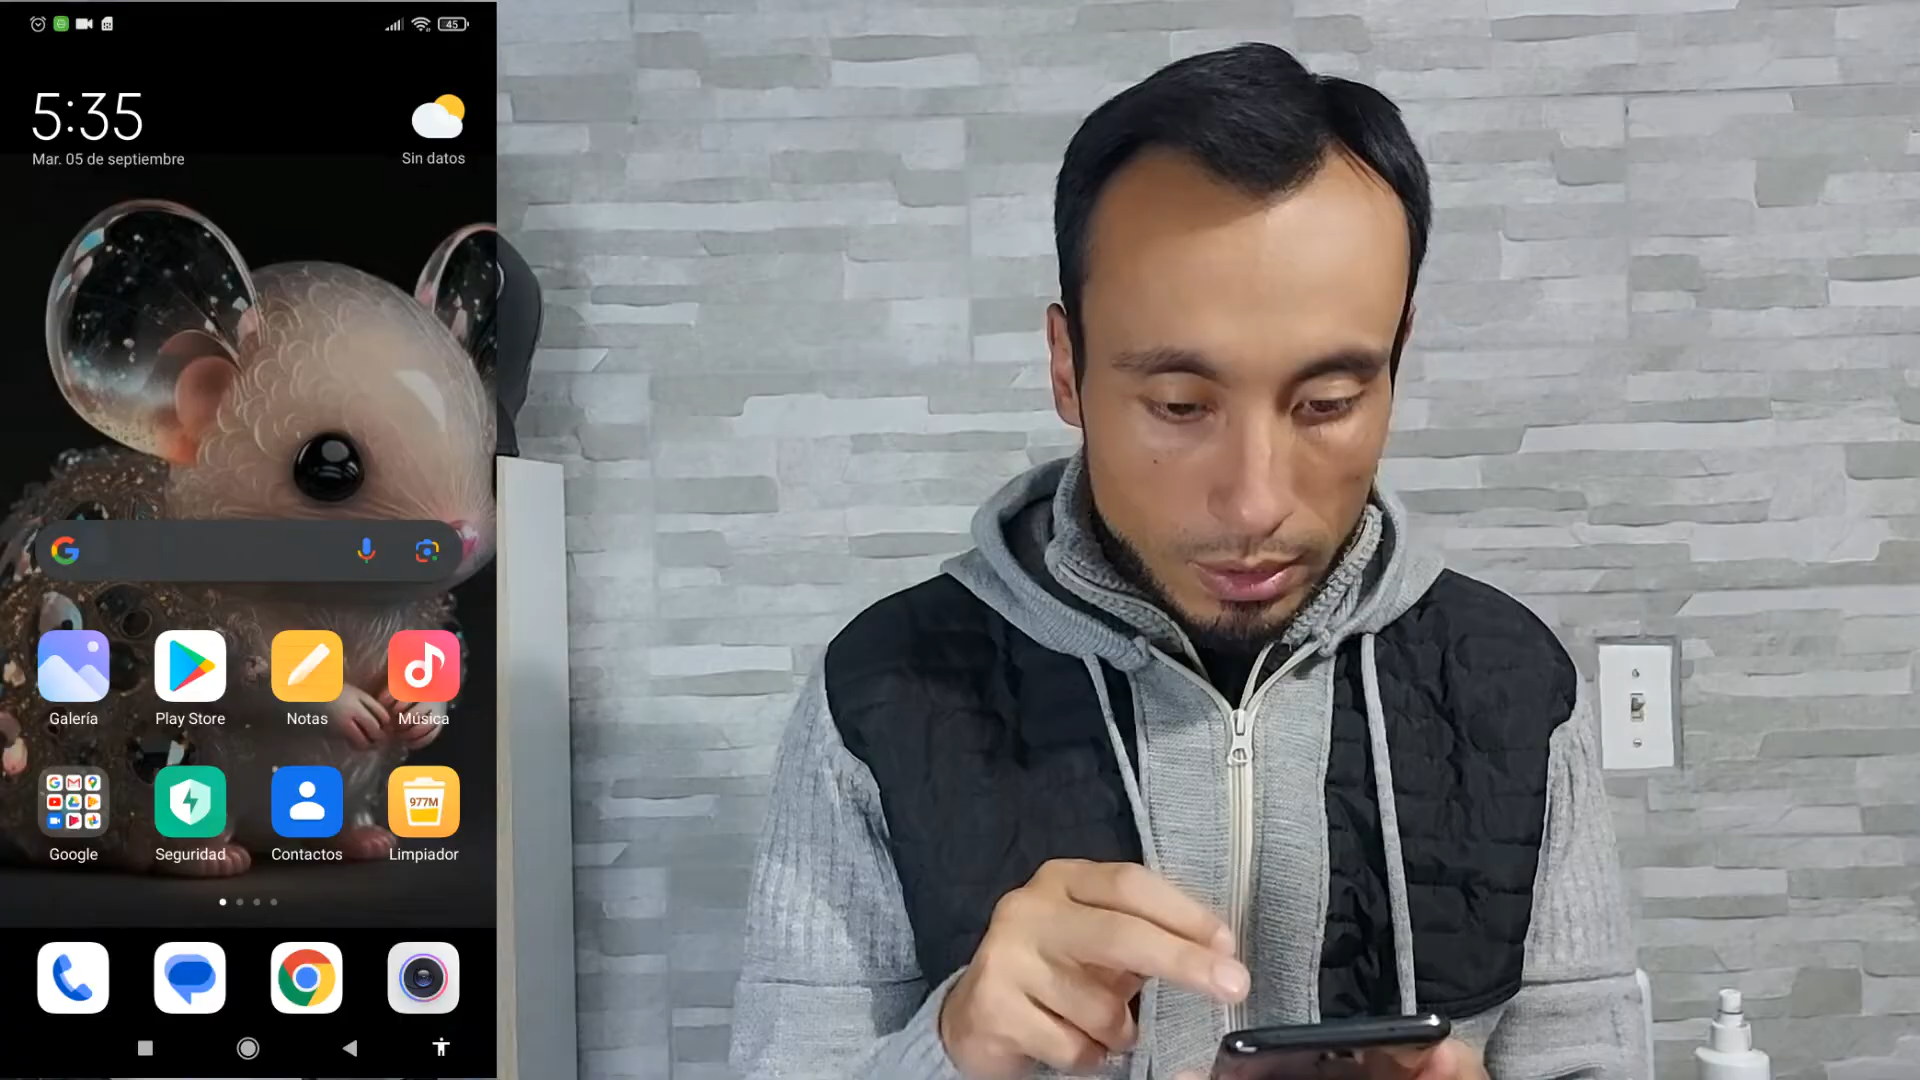 45
5:35
Mar. 05 de septiembre
Sin datos
Galería
Play Store
Notas
Música
977M
Google
Seguridad
Contactos
Limpiador